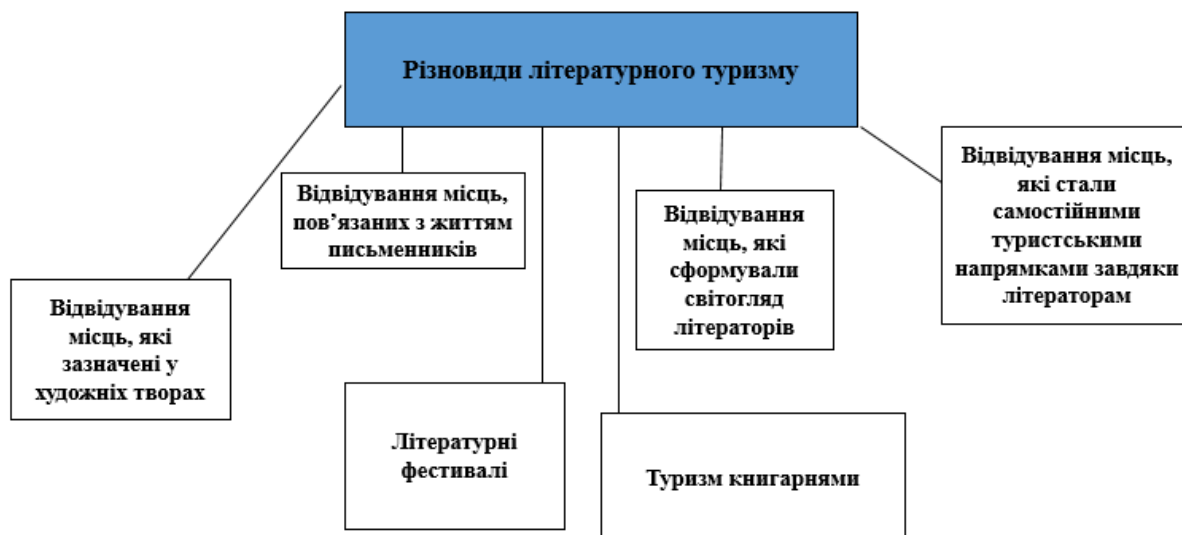 Різновиди літературного туризму
Відвідування місць,
пов’язаних з життям
письменників
Відвідування
місць, які
сформували
світогляд
літераторів
Відвідування місць,
які стали
самостійними
туристськими
напрямками завдяки
літераторам
Відвідування
місць, які
зазначені у
художніх творах
Літературні
фестивалі
Туризм книгарнями